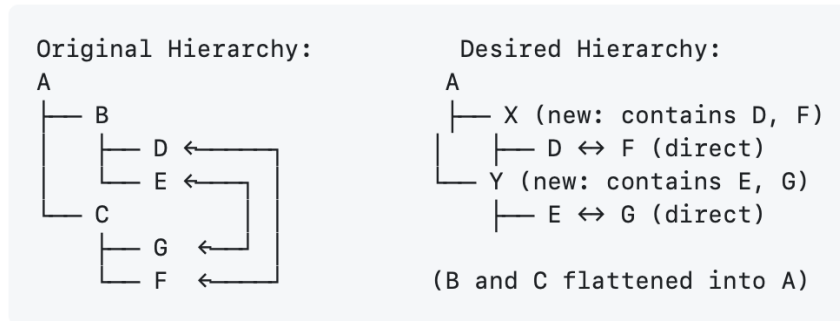 Original Hierarchy:
A
B
D
E
C
G
F
Desired Hierarchy:
A
X (new: contains D, F)
D ↔ F (direct)
Y (new: contains E, G)
E ↔ G (direct)
(B and C flattened into A)